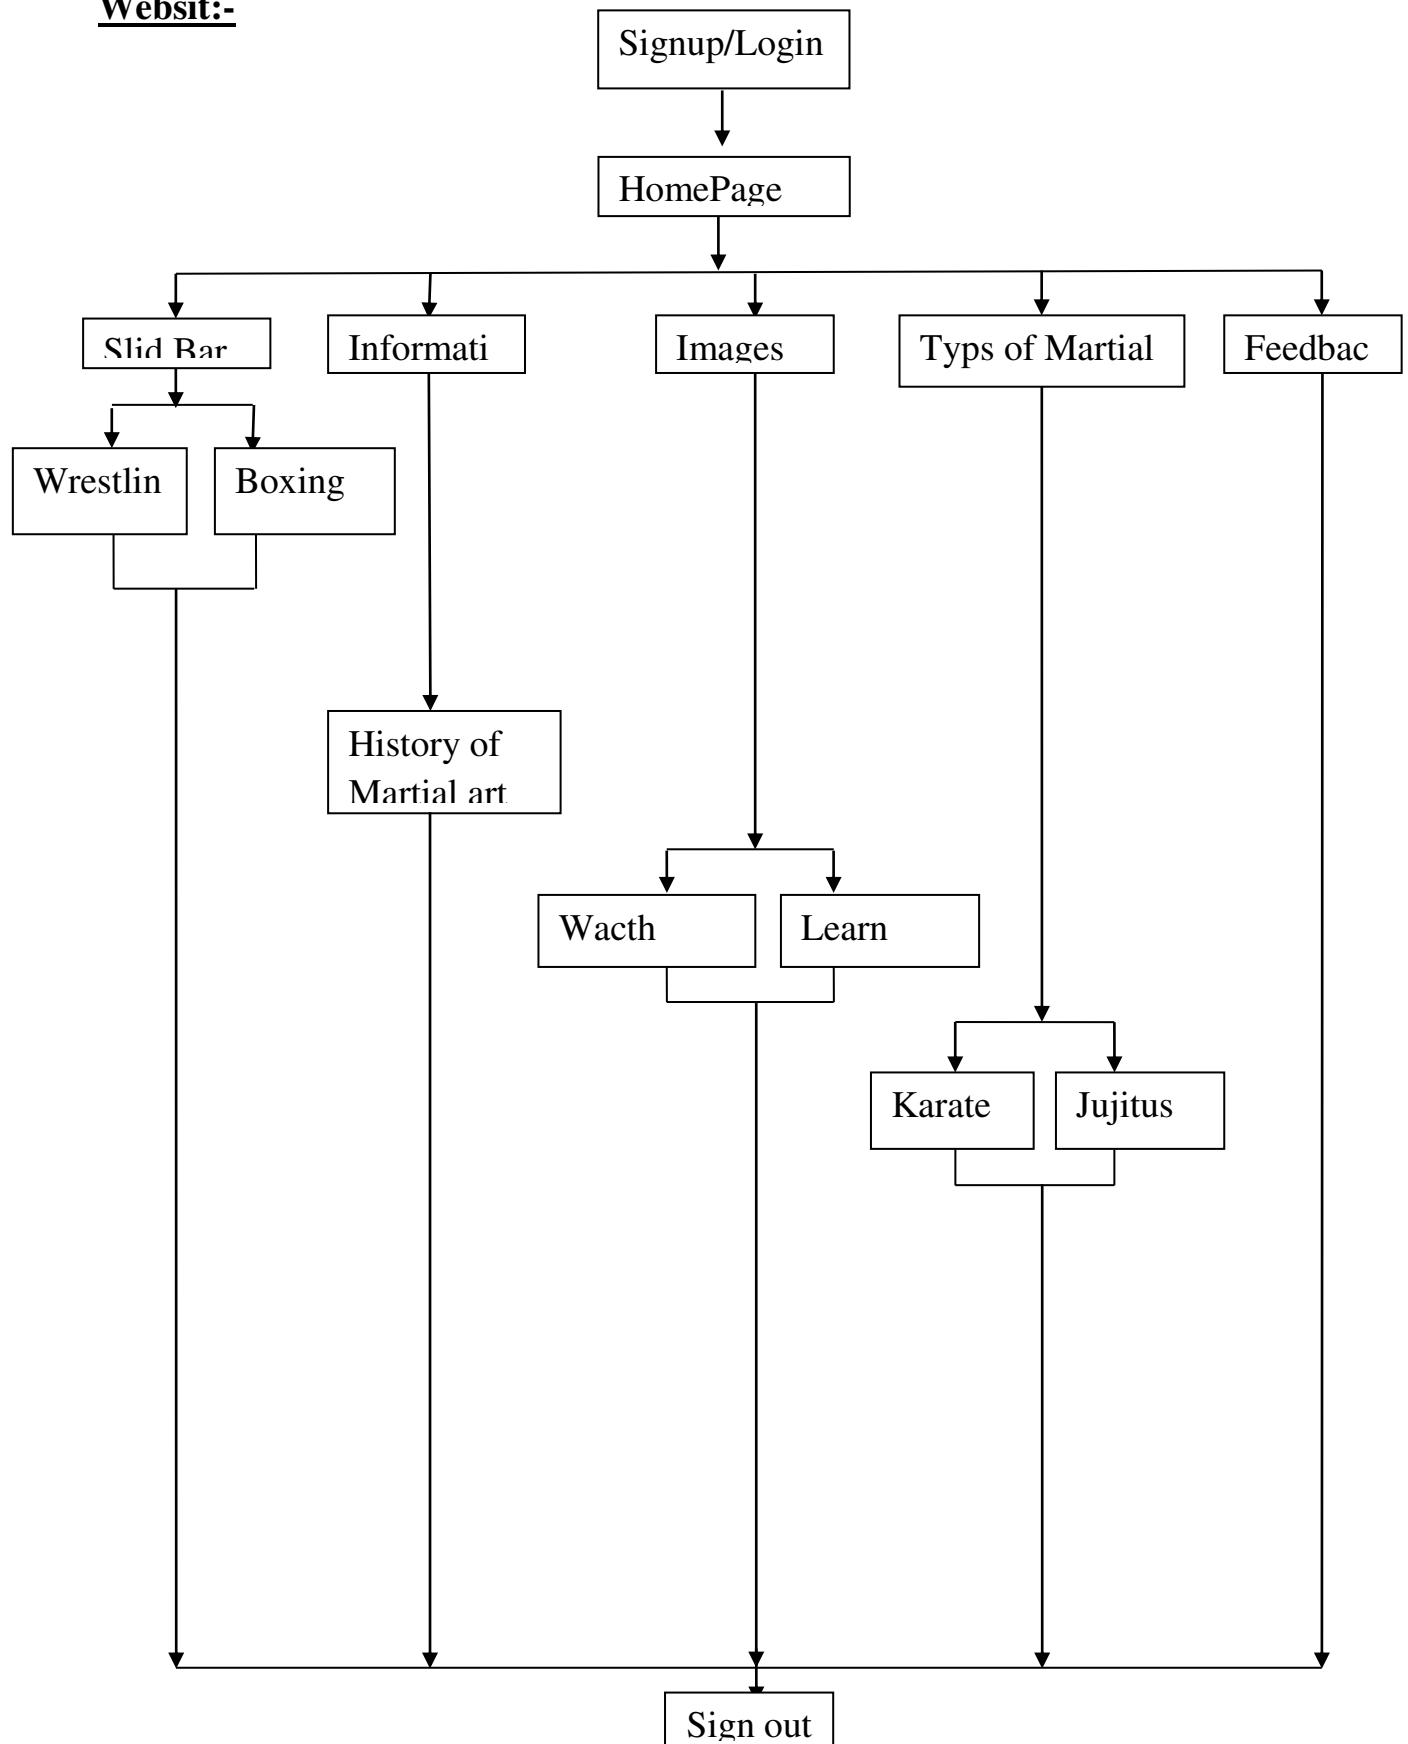 Websit:-
Signup/Login
HomePage
Slid Bar
Informati
Images
Typs of Martial
Feedbac
Wrestlin
Boxing
History of
Martial art
Wacth
Learn
Karate
Jujitus
Sign out